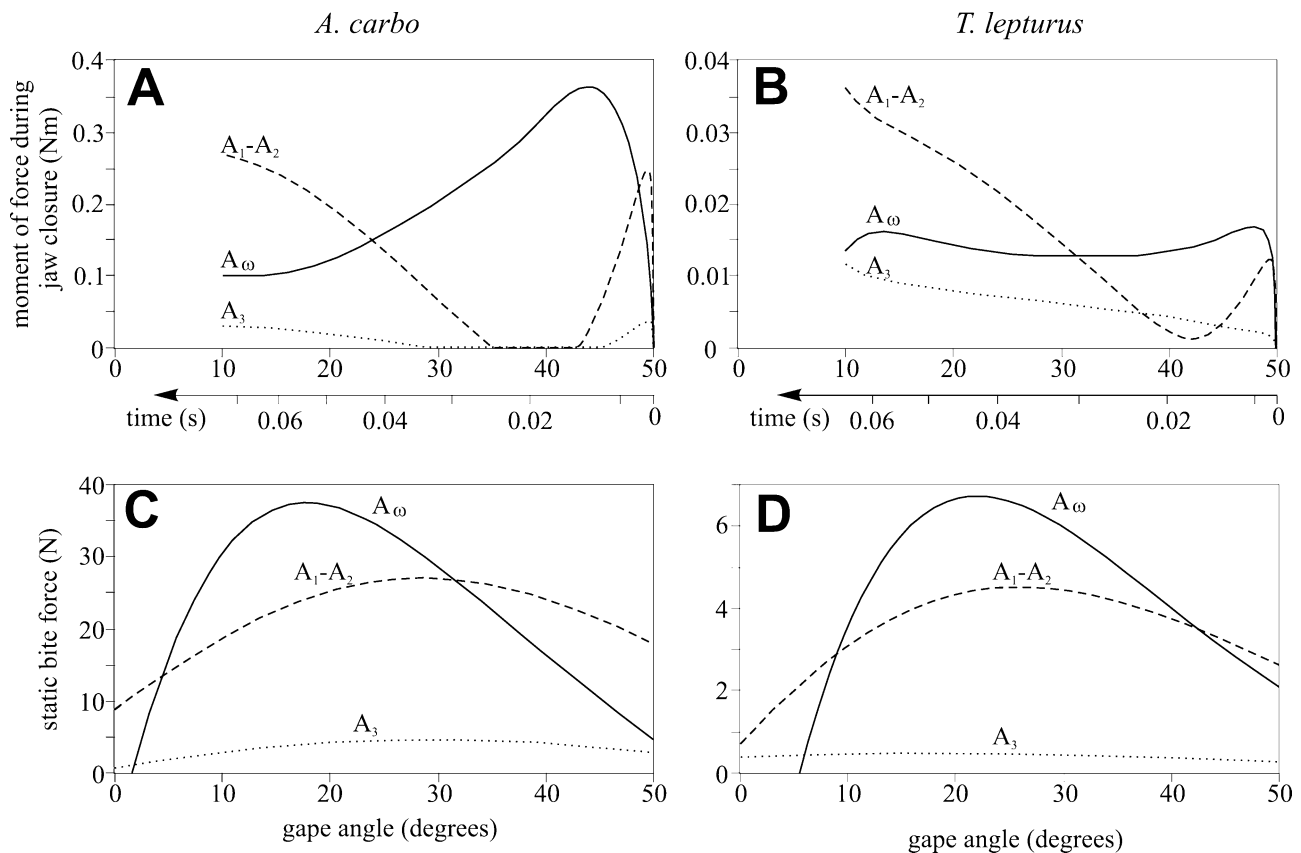 A. carbo
T. lepturus
moment of force during
jaw closure (Nm)
A
0.4
0.3
0.2
0.1
0
A1-A2
Aω
A3
0 10 20 30 40 50
time (s) 0.06 0.04 0.02 0
B
0.04
0.03
0.02
0.01
0
A1-A2
Aω
A3
0 10 20 30 40 50
time (s) 0.06 0.04 0.02 0
static bite force (N)
C
40
30
20
10
0
Aω
A1-A2
A3
0 10 20 30 40 50
gape angle (degrees)
D
6
4
2
0
Aω
A1-A2
A3
0 10 20 30 40 50
gape angle (degrees)